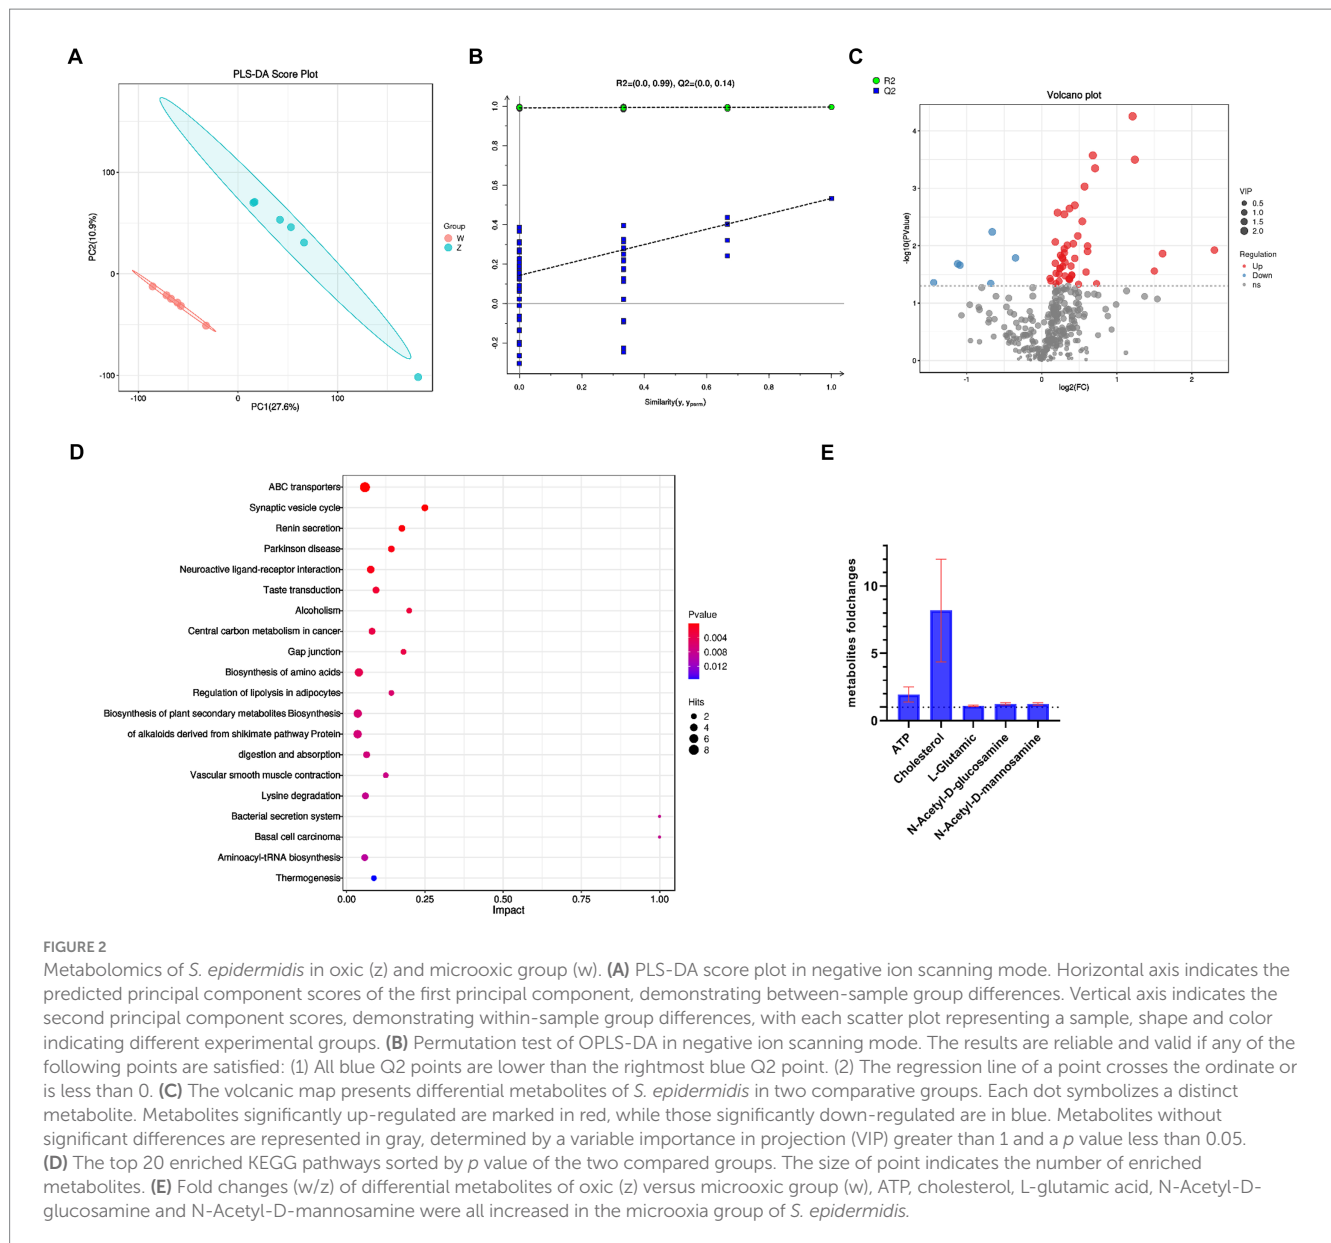 A
PLS-DA Score Plot
PC2(10.9%)
100
0
-100
-100
0
100
PC1(27.6%)
Group
W
Z
B
R2=(0.0, 0.99), Q2=(0.0, 0.14)
R2
Q2
1.0
0.8
0.6
0.4
0.2
0.0
-0.2
0.0
0.2
0.4
0.6
0.8
1.0
Similarity(y, yperm)
C
Volcano plot
-log10(PValue)
4
3
2
1
0
-1
0
1
2
log2(FC)
VIP
0.5
1.0
1.5
2.0
Regulation
Up
Down
ns
D
ABC transporters
Synaptic vesicle cycle
Renin secretion
Parkinson disease
Neuroactive ligand-receptor interaction
Taste transduction
Alcoholism
Central carbon metabolism in cancer
Gap junction
Biosynthesis of amino acids
Regulation of lipolysis in adipocytes
Biosynthesis of plant secondary metabolites Biosynthesis
of alkaloids derived from shikimate pathway Protein
digestion and absorption
Vascular smooth muscle contraction
Lysine degradation
Bacterial secretion system
Basal cell carcinoma
Aminoacyl-tRNA biosynthesis
Thermogenesis
0.00
0.25
0.50
0.75
1.00
Impact
Pvalue
0.004
0.008
0.012
Hits
2
4
6
8
E
metabolites foldchanges
10
5
0
ATP
Cholesterol
L-Glutamic
N-Acetyl-D-glucosamine
N-Acetyl-D-mannosamine
FIGURE 2
Metabolomics of S. epidermidis in oxic (z) and microoxic group (w). (A) PLS-DA score plot in negative ion scanning mode. Horizontal axis indicates the
predicted principal component scores of the first principal component, demonstrating between-sample group differences. Vertical axis indicates the
second principal component scores, demonstrating within-sample group differences, with each scatter plot representing a sample, shape and color
indicating different experimental groups. (B) Permutation test of OPLS-DA in negative ion scanning mode. The results are reliable and valid if any of the
following points are satisfied: (1) All blue Q2 points are lower than the rightmost blue Q2 point. (2) The regression line of a point crosses the ordinate or
is less than 0. (C) The volcanic map presents differential metabolites of S. epidermidis in two comparative groups. Each dot symbolizes a distinct
metabolite. Metabolites significantly up-regulated are marked in red, while those significantly down-regulated are in blue. Metabolites without
significant differences are represented in gray, determined by a variable importance in projection (VIP) greater than 1 and a p value less than 0.05.
(D) The top 20 enriched KEGG pathways sorted by p value of the two compared groups. The size of point indicates the number of enriched
metabolites. (E) Fold changes (w/z) of differential metabolites of oxic (z) versus microoxic group (w), ATP, cholesterol, L-glutamic acid, N-Acetyl-D-
glucosamine and N-Acetyl-D-mannosamine were all increased in the microoxia group of S. epidermidis.